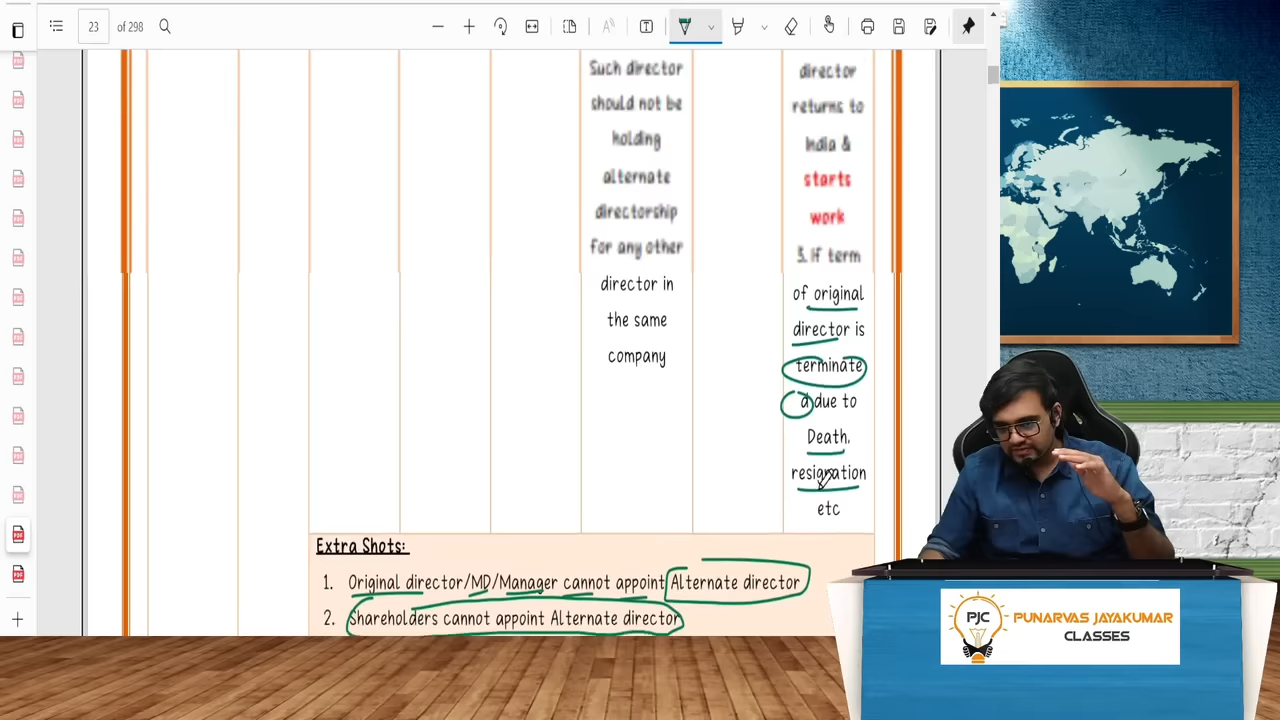 23
of 298
Such director
should not be
holding
alternate
directorship
for any other
director in
the same
company
director
returns to
India &
starts
work
3. If term
of original
director is
terminate
d due to
Death,
resignation
etc
Extra Shots:
1. Original director/MD/Manager cannot appoint Alternate director
2. Shareholders cannot appoint Alternate director
PJC
PUNARVAS JAYAKUMAR
CLASSES